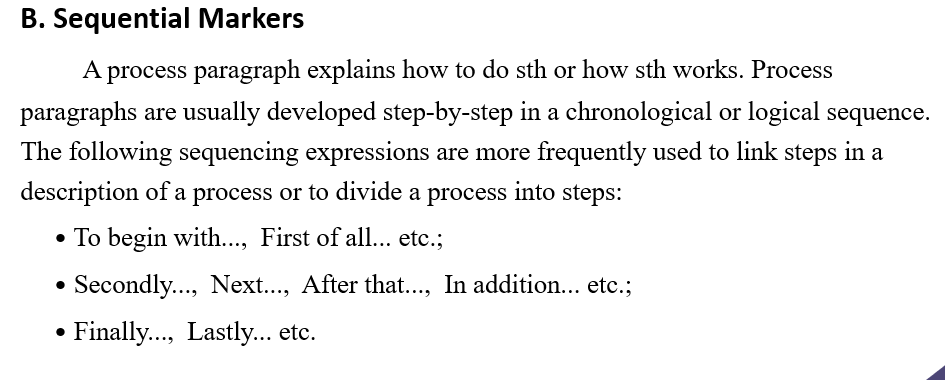 B. Sequential Markers
A process paragraph explains how to do sth or how sth works. Process
paragraphs are usually developed step-by-step in a chronological or logical sequence.
The following sequencing expressions are more frequently used to link steps in a
description of a process or to divide a process into steps:
• To begin with..., First of all... etc.;
• Secondly..., Next..., After that..., In addition... etc.;
• Finally..., Lastly... etc.